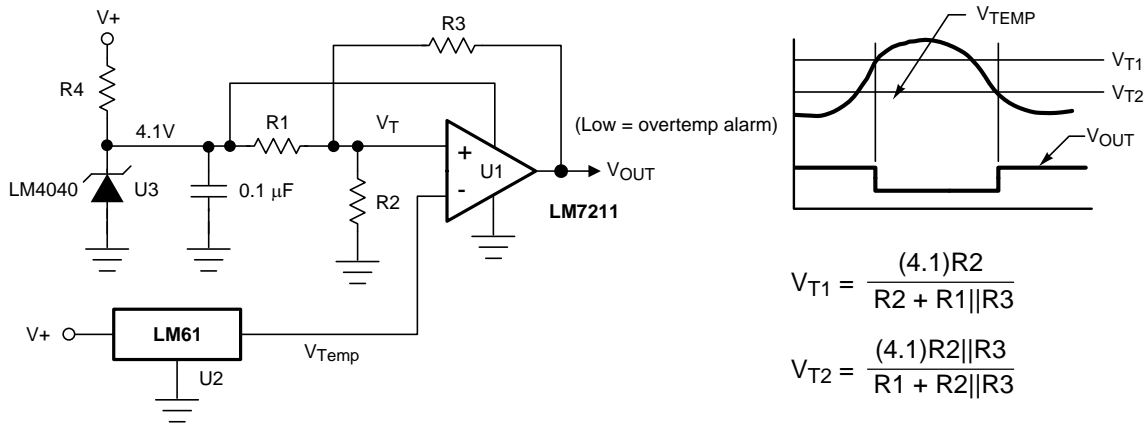 V+
R4
4.1V
LM4040
U3
0.1 μF
R1
R3
VT
R2
+
-
U1
LM7211
(Low = overtemp alarm)
VOUT
V+
LM61
U2
VTemp
VTEMP
VT1
VT2
VOUT
VT1 = (4.1)R2 / R2 + R1||R3
VT2 = (4.1)R2||R3 / R1 + R2||R3